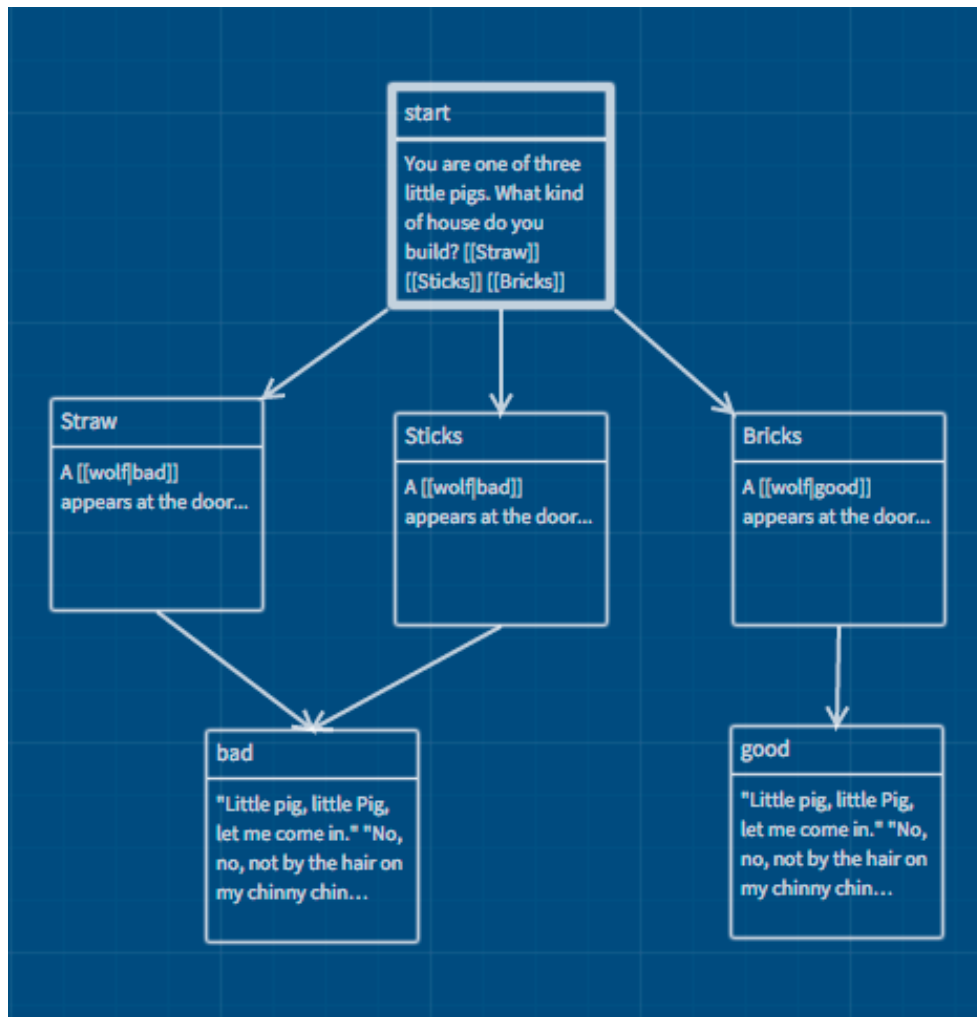 start
You are one of three
little pigs. What kind
of house do you
build? [[Straw]]
[[Sticks]] [[Bricks]]
Straw
A [[wolf|bad]]
appears at the door...
Sticks
A [[wolf|bad]]
appears at the door...
Bricks
A [[wolf|good]]
appears at the door...
bad
"Little pig, little Pig,
let me come in." "No,
no, not by the hair on
my chinny chin...
good
"Little pig, little Pig,
let me come in." "No,
no, not by the hair on
my chinny chin...